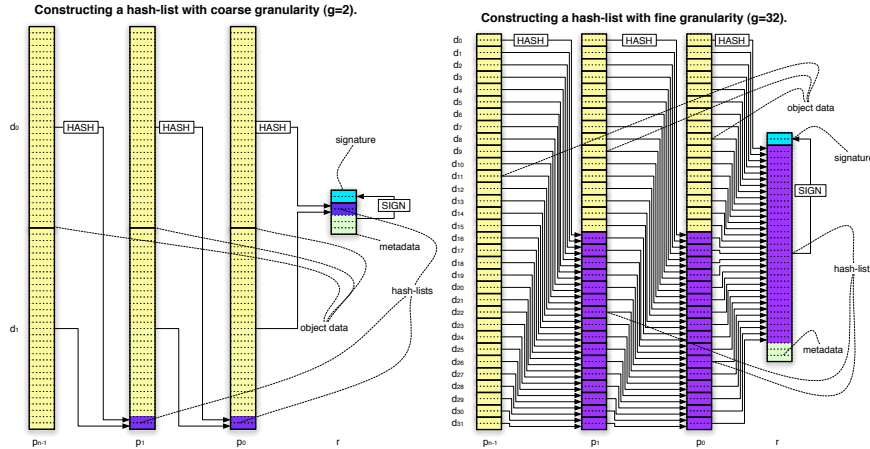 Constructing a hash-list with coarse granularity (g=2).
d0
HASH
HASH
HASH
signature
SIGN
metadata
hash-lists
object data
d1
pn-1
p1
p0
r
Constructing a hash-list with fine granularity (g=32).
d0
HASH
HASH
HASH
d1
d2
d3
d4
d5
d6
d7
d8
d9
d10
d11
d12
d13
d14
d15
d16
d17
d18
d19
d20
d21
d22
d23
d24
d25
d26
d27
d28
d29
d30
d31
object data
signature
SIGN
hash-list
metadata
pn-1
p1
p0
r